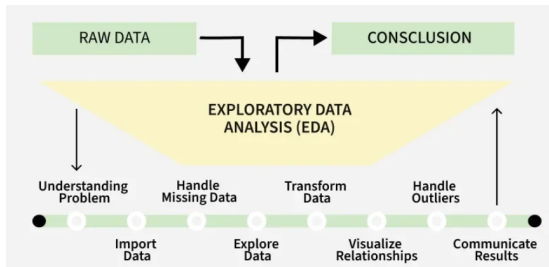 RAW DATA
CONSCLUSION
EXPLORATORY DATA
ANALYSIS (EDA)
Understanding
Problem
Import
Data
Handle
Missing Data
Explore
Data
Transform
Data
Visualize
Relationships
Handle
Outliers
Communicate
Results